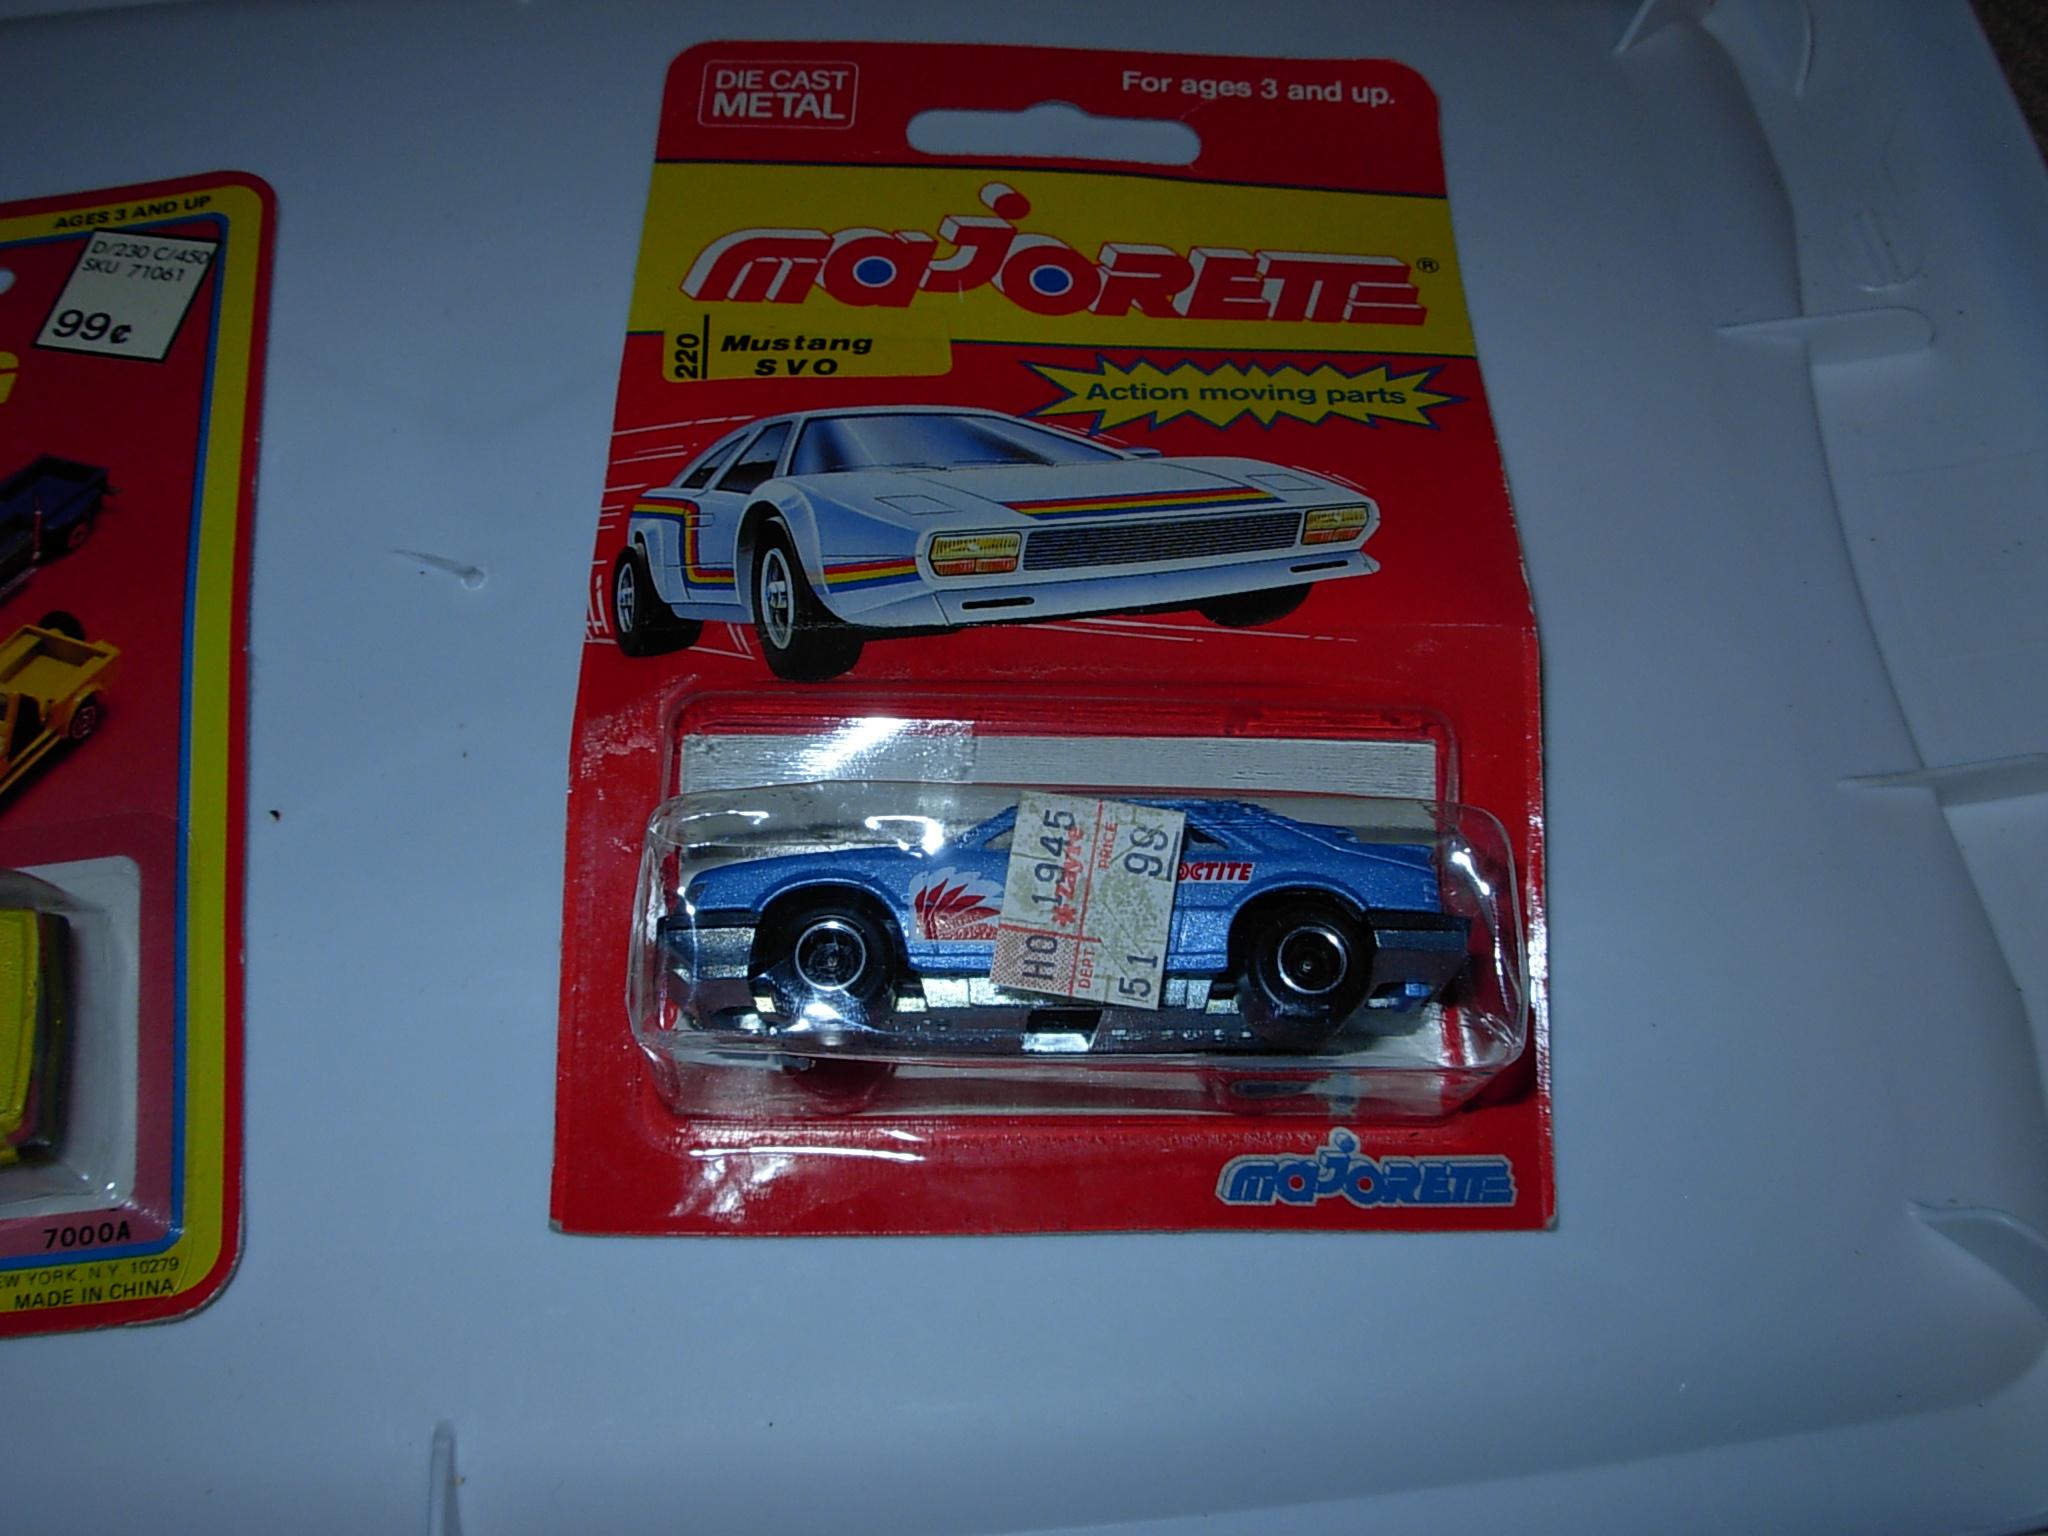 AGES 3 AND UP
D/230 C/450
SKU 71061
99¢
7000A
EW YORK, N.Y. 10279
MADE IN CHINA
DIE CAST
METAL
For ages 3 and up.
majorette®
220
Mustang
SVO
Action moving parts
HO 1945
*zayre
DEPT PRICE
51 99
OCTITE
majorette